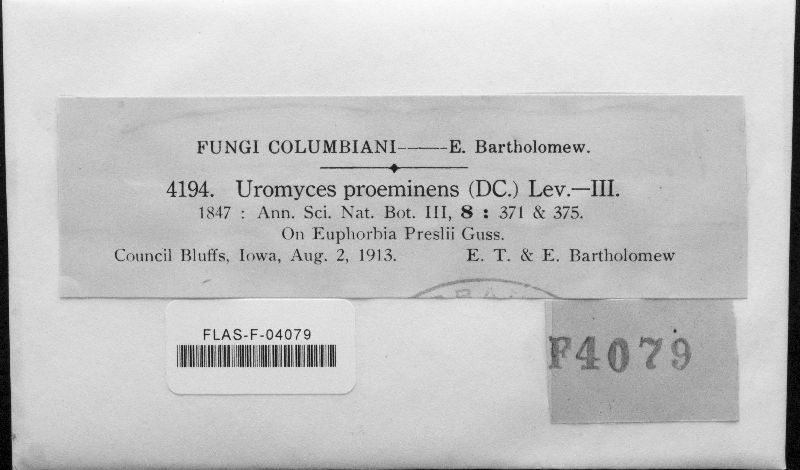 FUNGI COLUMBIANI——E. Bartholomew.
4194. Uromyces proeminens (DC.) Lev.—III.
1847 : Ann. Sci. Nat. Bot. III, 8 : 371 & 375.
On Euphorbia Preslii Guss.
Council Bluffs, Iowa, Aug. 2, 1913. E. T. & E. Bartholomew
FLAS-F-04079
F4079